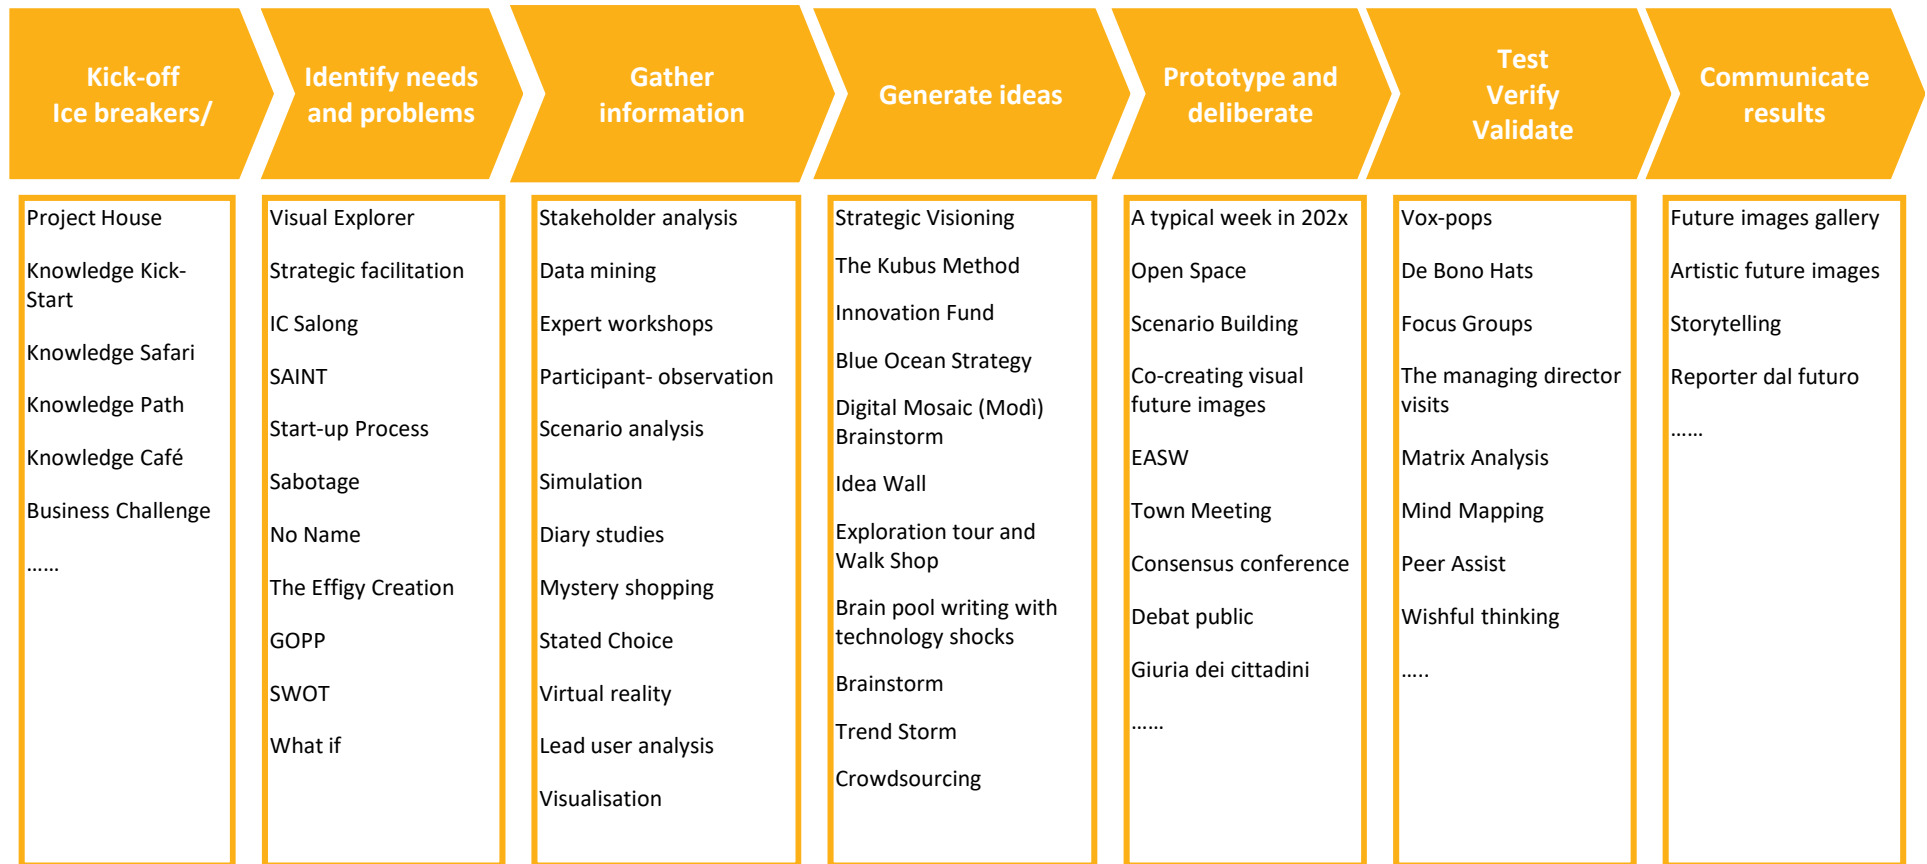 Kick-off
Ice breakers/
Identify needs
and problems
Gather
information
Generate ideas
Prototype and
deliberate
Test
Verify
Validate
Communicate
results
Project House
Knowledge Kick-
Start
Knowledge Safari
Knowledge Path
Knowledge Café
Business Challenge
......
Visual Explorer
Strategic facilitation
IC Salong
SAINT
Start-up Process
Sabotage
No Name
The Effigy Creation
GOPP
SWOT
What if
Stakeholder analysis
Data mining
Expert workshops
Participant- observation
Scenario analysis
Simulation
Diary studies
Mystery shopping
Stated Choice
Virtual reality
Lead user analysis
Visualisation
Strategic Visioning
The Kubus Method
Innovation Fund
Blue Ocean Strategy
Digital Mosaic (Modì)
Brainstorm
Idea Wall
Exploration tour and
Walk Shop
Brain pool writing with
technology shocks
Brainstorm
Trend Storm
Crowdsourcing
A typical week in 202x
Open Space
Scenario Building
Co-creating visual
future images
EASW
Town Meeting
Consensus conference
Debat public
Giuria dei cittadini
......
Vox-pops
De Bono Hats
Focus Groups
The managing director
visits
Matrix Analysis
Mind Mapping
Peer Assist
Wishful thinking
.....
Future images gallery
Artistic future images
Storytelling
Reporter dal futuro
......